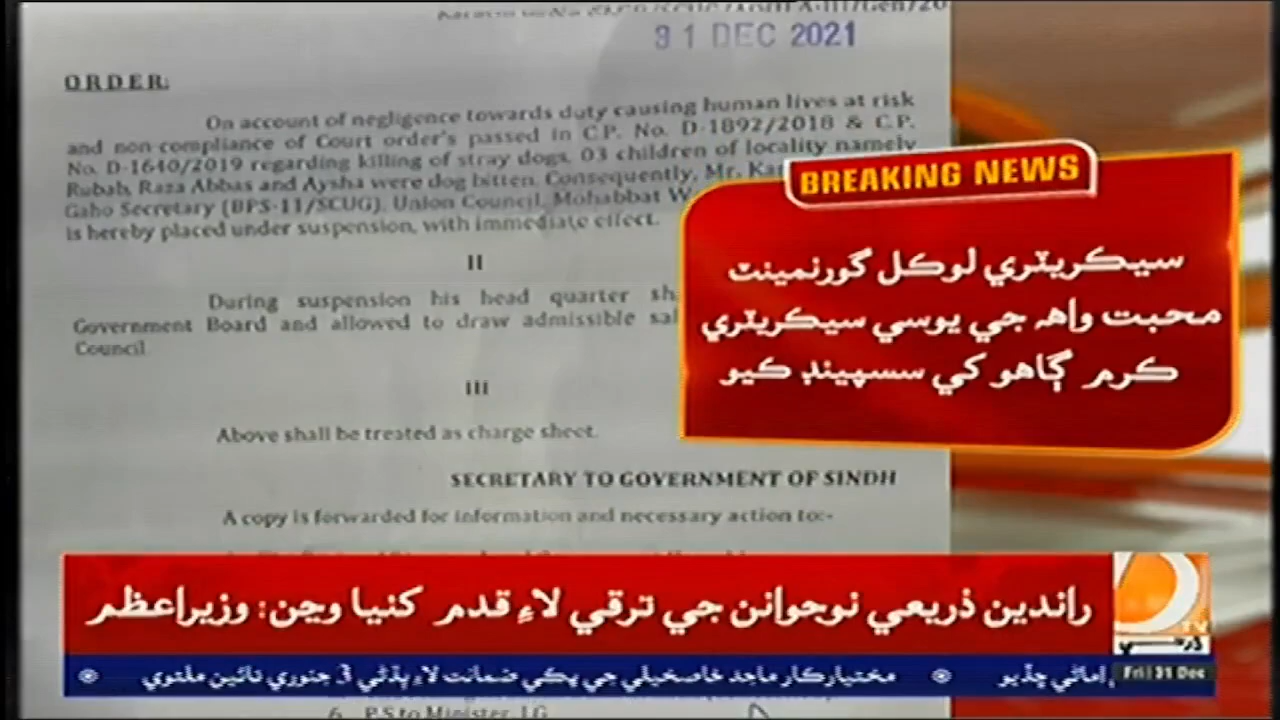 31 DEC 2021
ORDER:
On account of negligence towards duty causing human lives at risk
and non-compliance of Court order's passed in C.P. No. D-1892/2018 & C.P.
No. D-1640/2019 regarding killing of stray dogs, 03 children of locality namely
Rubab, Raza Abbas and Aysha were dog bitten. Consequently, Mr.
Gaho Secretary (BPS-11/SCUG), Union Council, Mohabbat
is hereby placed under suspension, with immediate effect.
II
During suspension his head quarter
Government Board and allowed to draw admissible
Council
III
Above shall be treated as charge sheet.
SECRETARY TO GOVERNMENT OF SINDH
A copy is forwarded for information and necessary action to:-
BREAKING NEWS
سيڪريٽري لوڪل گورنمينٽ
محبت واهہ جي يوسي سيڪريٽري
ڪرم ڳاهو کي سسپينڊ ڪيو
راندين ذريعي نوجوانن جي ترقي لاءِ قدم کنيا وڃن: وزيراعظم
TV
ڌرتي
اماڻي ڇڏيو
مختيارڪار ماجد خاصخيلي جي پڪي ضمانت لاءِ ٻڌڻي 3 جنوري تائين ملتوي
Fri | 31 Dec
6. P.S to Minister, LG